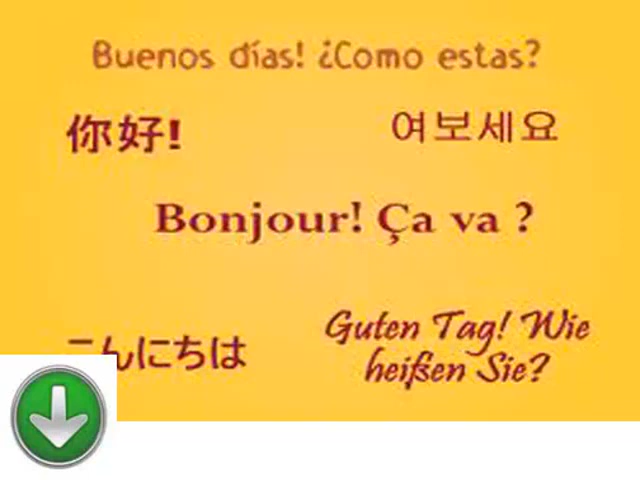 Buenos días! ¿Como estas?
你好!
여보세요
Bonjour! Ça va ?
こんにちは
Guten Tag! Wie
heißen Sie?